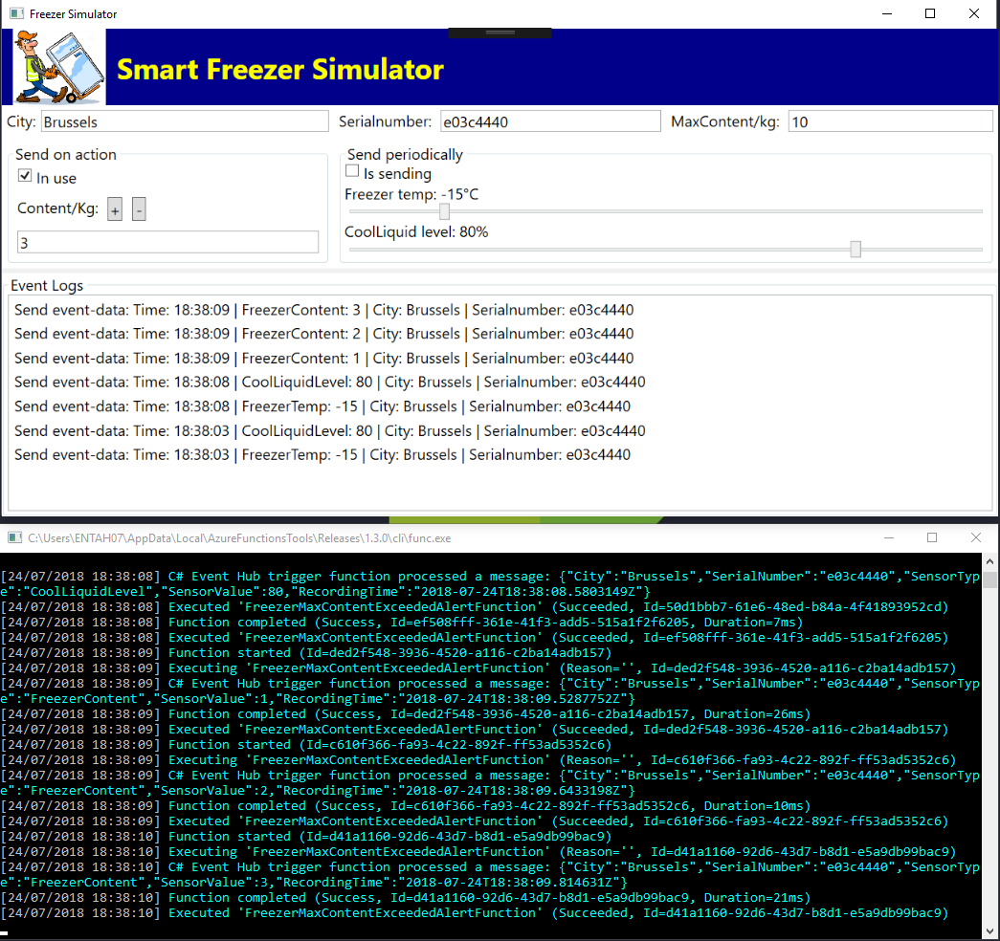 Freezer Simulator
Smart Freezer Simulator
City: Brussels Serialnumber: e03c4440 MaxContent/kg: 10
Send on action
In use
Content/Kg: + -
3
Send periodically
Is sending
Freezer temp: -15°C
CoolLiquid level: 80%
Event Logs
Send event-data: Time: 18:38:09 | FreezerContent: 3 | City: Brussels | Serialnumber: e03c4440
Send event-data: Time: 18:38:09 | FreezerContent: 2 | City: Brussels | Serialnumber: e03c4440
Send event-data: Time: 18:38:09 | FreezerContent: 1 | City: Brussels | Serialnumber: e03c4440
Send event-data: Time: 18:38:08 | CoolLiquidLevel: 80 | City: Brussels | Serialnumber: e03c4440
Send event-data: Time: 18:38:08 | FreezerTemp: -15 | City: Brussels | Serialnumber: e03c4440
Send event-data: Time: 18:38:03 | CoolLiquidLevel: 80 | City: Brussels | Serialnumber: e03c4440
Send event-data: Time: 18:38:03 | FreezerTemp: -15 | City: Brussels | Serialnumber: e03c4440
C:\Users\ENTAH07\AppData\Local\AzureFunctionsTools\Releases\1.3.0\cli\func.exe
[24/07/2018 18:38:08] C# Event Hub trigger function processed a message: {"City":"Brussels","SerialNumber":"e03c4440","SensorTyp
e":"CoolLiquidLevel","SensorValue":80,"RecordingTime":"2018-07-24T18:38:08.5803149Z"}
[24/07/2018 18:38:08] Executed 'FreezerMaxContentExceededAlertFunction' (Succeeded, Id=50d1bbb7-61e6-48ed-b84a-4f41893952cd)
[24/07/2018 18:38:08] Function completed (Success, Id=ef508fff-361e-41f3-add5-515a1f2f6205, Duration=7ms)
[24/07/2018 18:38:08] Executed 'FreezerMaxContentExceededAlertFunction' (Succeeded, Id=ef508fff-361e-41f3-add5-515a1f2f6205)
[24/07/2018 18:38:09] Function started (Id=ded2f548-3936-4520-a116-c2ba14adb157)
[24/07/2018 18:38:09] Executing 'FreezerMaxContentExceededAlertFunction' (Reason='', Id=ded2f548-3936-4520-a116-c2ba14adb157)
[24/07/2018 18:38:09] C# Event Hub trigger function processed a message: {"City":"Brussels","SerialNumber":"e03c4440","SensorTyp
e":"FreezerContent","SensorValue":1,"RecordingTime":"2018-07-24T18:38:09.5287752Z"}
[24/07/2018 18:38:09] Function completed (Success, Id=ded2f548-3936-4520-a116-c2ba14adb157, Duration=26ms)
[24/07/2018 18:38:09] Executed 'FreezerMaxContentExceededAlertFunction' (Succeeded, Id=ded2f548-3936-4520-a116-c2ba14adb157)
[24/07/2018 18:38:09] Function started (Id=c610f366-fa93-4c22-892f-ff53ad5352c6)
[24/07/2018 18:38:09] Executing 'FreezerMaxContentExceededAlertFunction' (Reason='', Id=c610f366-fa93-4c22-892f-ff53ad5352c6)
[24/07/2018 18:38:09] C# Event Hub trigger function processed a message: {"City":"Brussels","SerialNumber":"e03c4440","SensorTyp
e":"FreezerContent","SensorValue":2,"RecordingTime":"2018-07-24T18:38:09.6433198Z"}
[24/07/2018 18:38:09] Function completed (Success, Id=c610f366-fa93-4c22-892f-ff53ad5352c6, Duration=10ms)
[24/07/2018 18:38:09] Executed 'FreezerMaxContentExceededAlertFunction' (Succeeded, Id=c610f366-fa93-4c22-892f-ff53ad5352c6)
[24/07/2018 18:38:10] Function started (Id=d41a1160-92d6-43d7-b8d1-e5a9db99bac9)
[24/07/2018 18:38:10] Executing 'FreezerMaxContentExceededAlertFunction' (Reason='', Id=d41a1160-92d6-43d7-b8d1-e5a9db99bac9)
[24/07/2018 18:38:10] C# Event Hub trigger function processed a message: {"City":"Brussels","SerialNumber":"e03c4440","SensorTyp
e":"FreezerContent","SensorValue":3,"RecordingTime":"2018-07-24T18:38:09.814631Z"}
[24/07/2018 18:38:10] Function completed (Success, Id=d41a1160-92d6-43d7-b8d1-e5a9db99bac9, Duration=21ms)
[24/07/2018 18:38:10] Executed 'FreezerMaxContentExceededAlertFunction' (Succeeded, Id=d41a1160-92d6-43d7-b8d1-e5a9db99bac9)